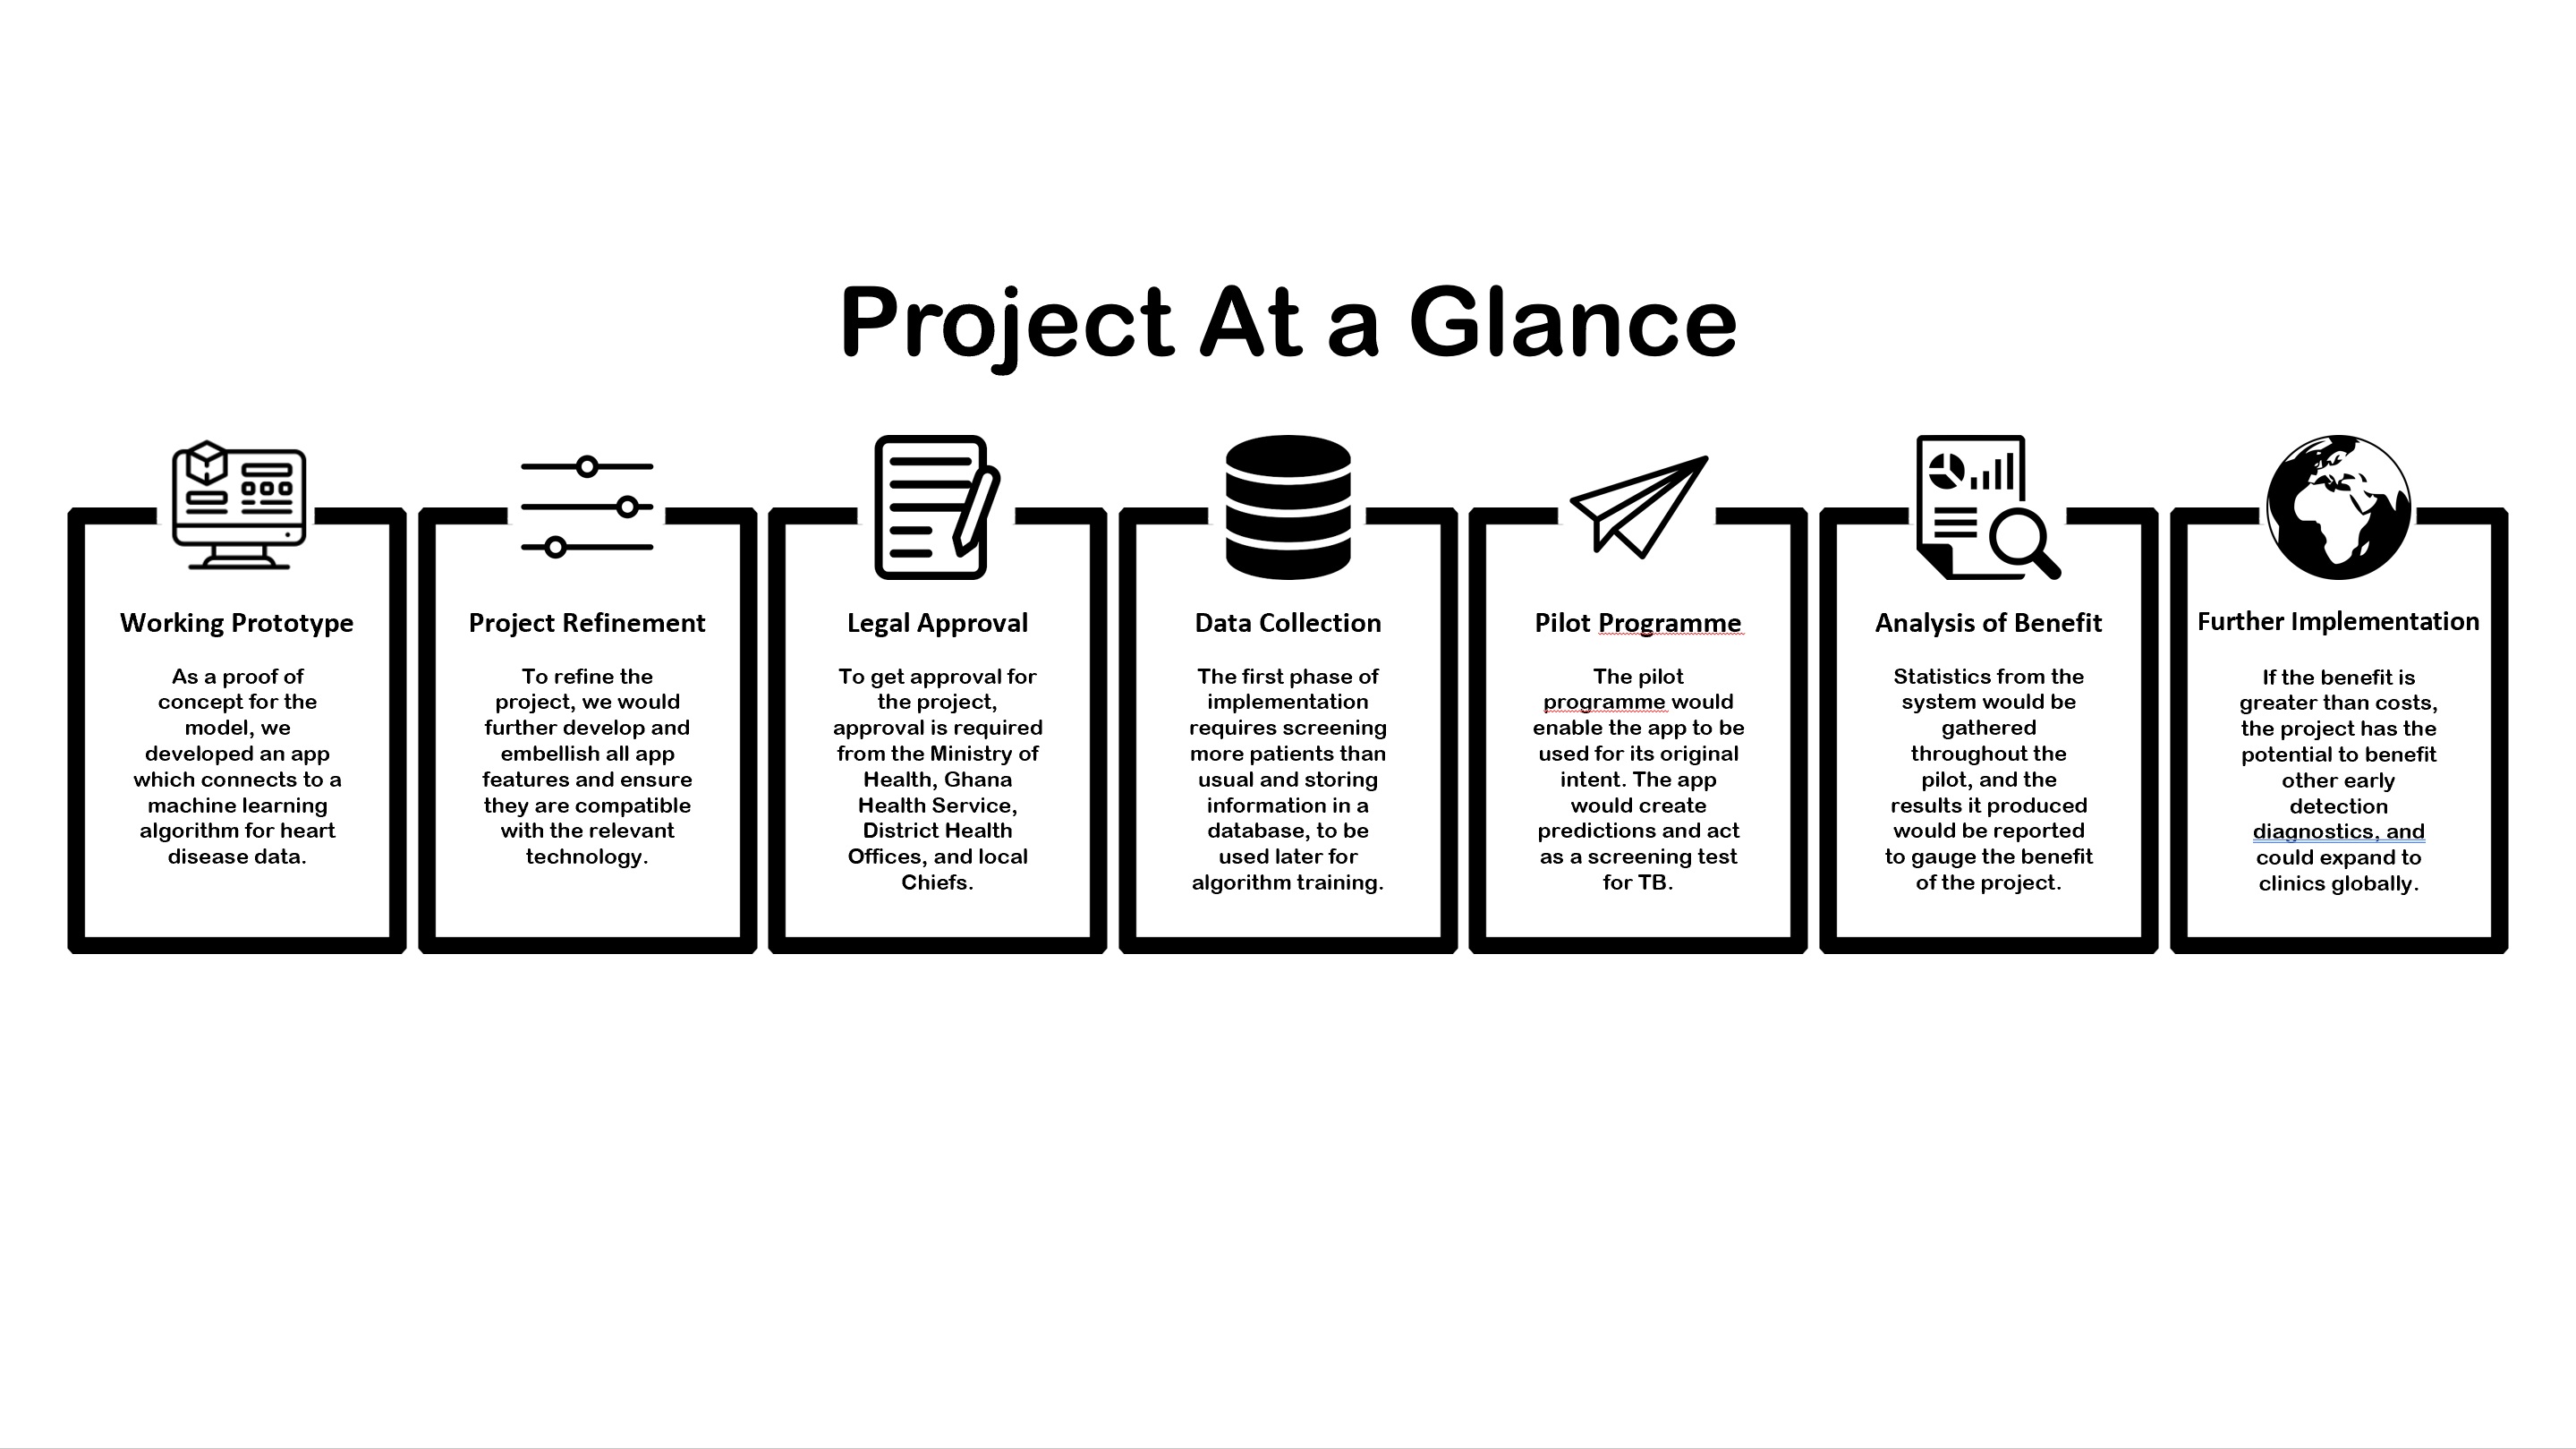 Project At a Glance
Working Prototype
As a proof of
concept for the
model, we
developed an app
which connects to a
machine learning
algorithm for heart
disease data.
Project Refinement
To refine the
project, we would
further develop and
embellish all app
features and ensure
they are compatible
with the relevant
technology.
Legal Approval
To get approval for
the project,
approval is required
from the Ministry of
Health, Ghana
Health Service,
District Health
Offices, and local
Chiefs.
Data Collection
The first phase of
implementation
requires screening
more patients than
usual and storing
information in a
database, to be
used later for
algorithm training.
Pilot Programme
The pilot
programme would
enable the app to be
used for its original
intent. The app
would create
predictions and act
as a screening test
for TB.
Analysis of Benefit
Statistics from the
system would be
gathered
throughout the
pilot, and the
results it produced
would be reported
to gauge the benefit
of the project.
Further Implementation
If the benefit is
greater than costs,
the project has the
potential to benefit
other early
detection
diagnostics, and
could expand to
clinics globally.